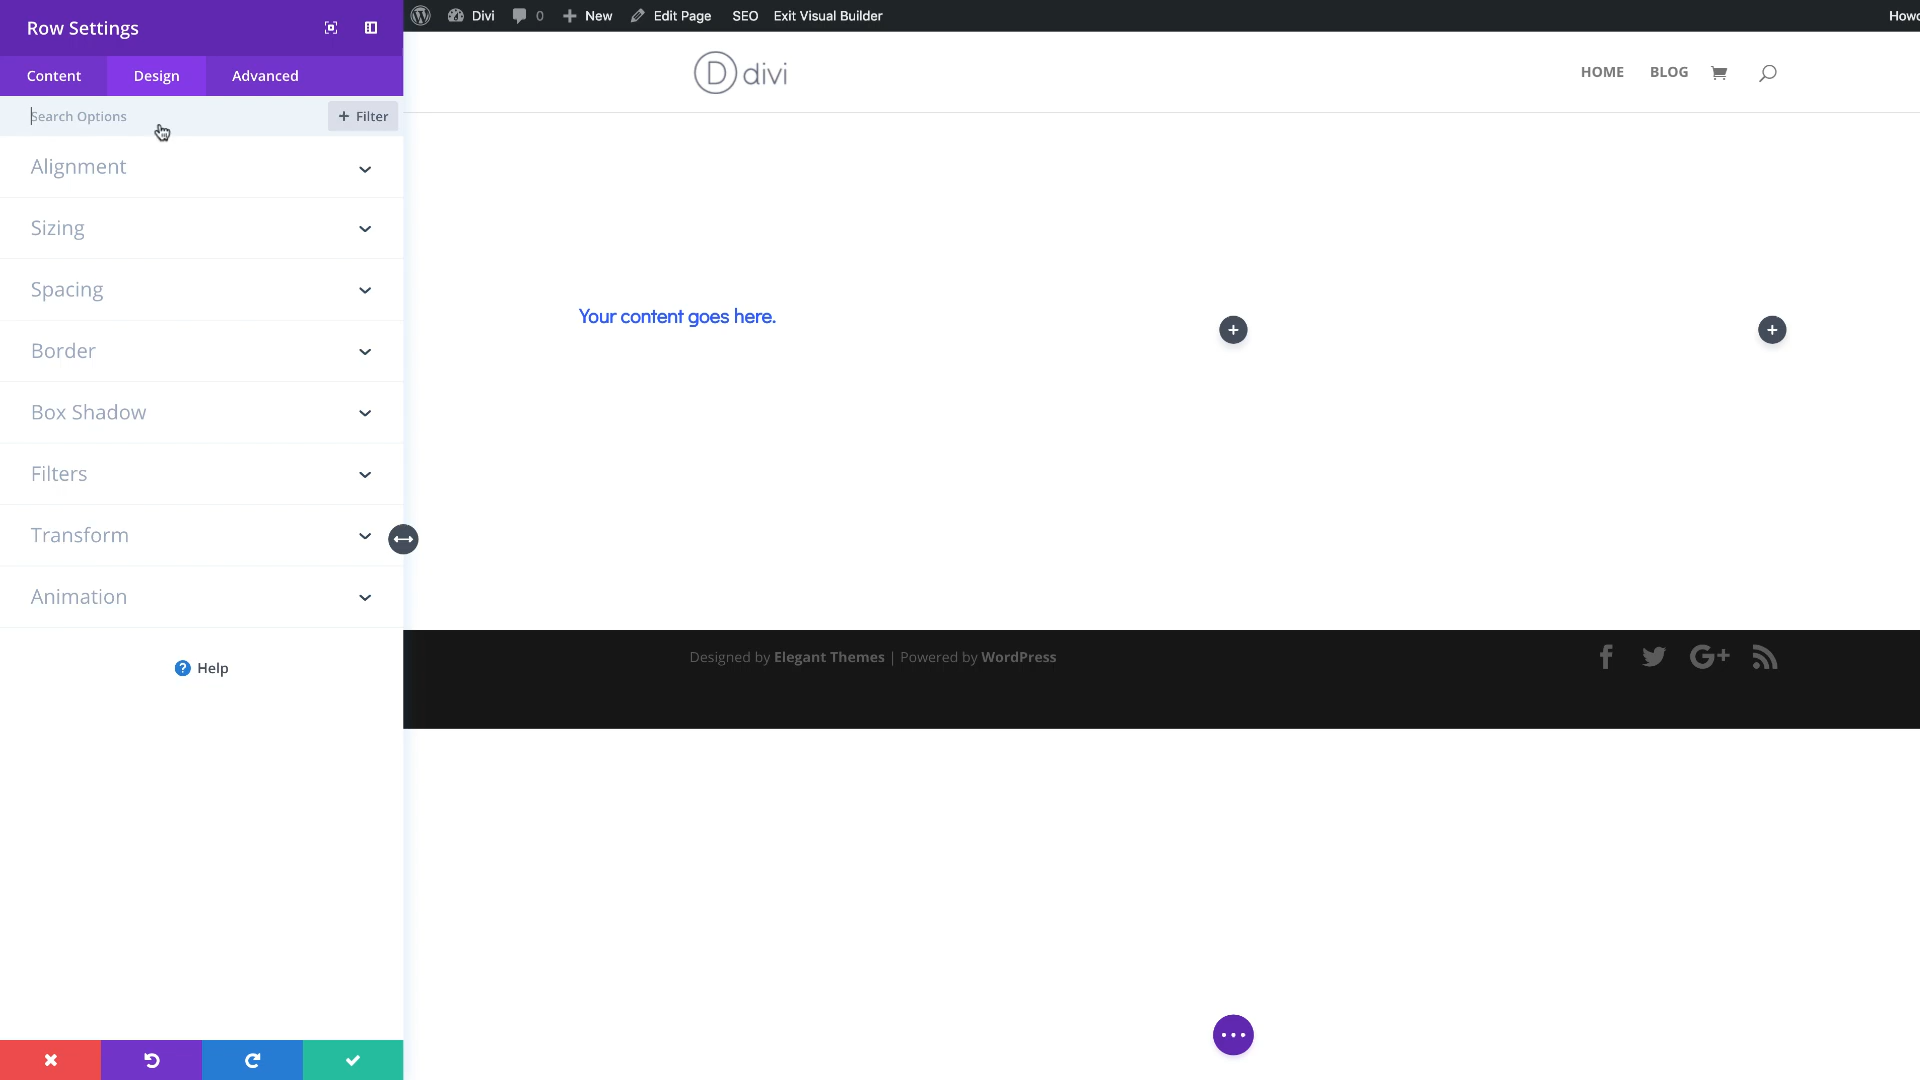 Row Settings
Content Design Advanced
Search Options + Filter
Alignment
Sizing
Spacing
Border
Box Shadow
Filters
Transform
Animation
? Help
Divi 0 + New Edit Page SEO Exit Visual Builder Howd
D divi
HOME BLOG
Your content goes here.
Designed by Elegant Themes | Powered by WordPress